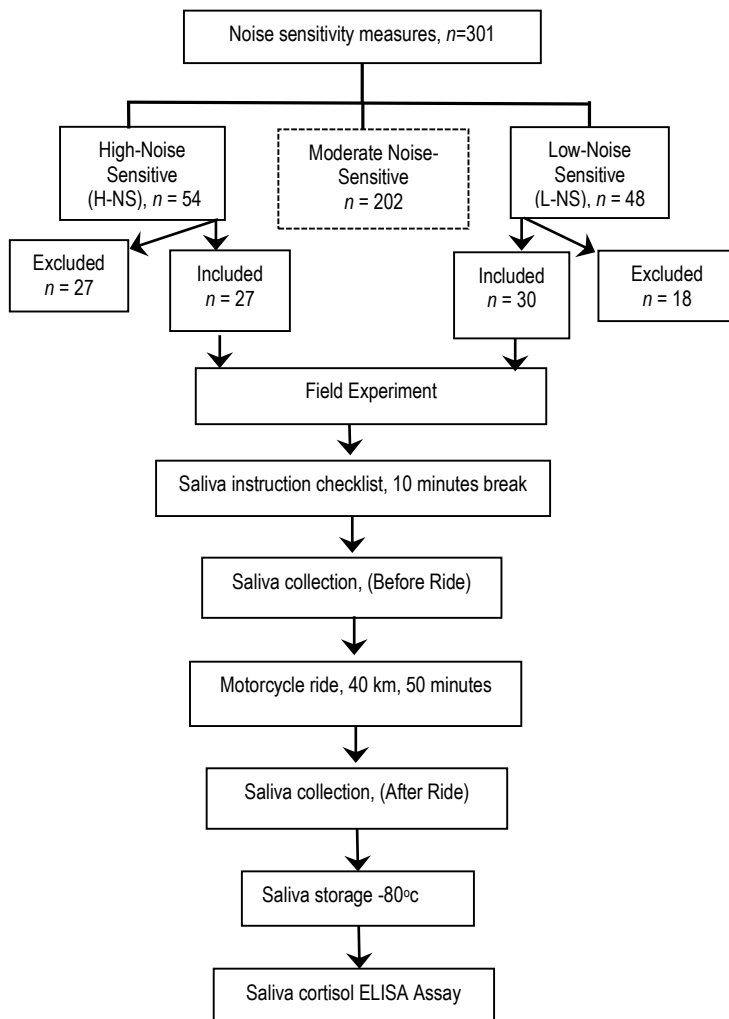 Noise sensitivity measures, n=301
High-Noise
Sensitive
(H-NS), n = 54
Moderate Noise-
Sensitive
n = 202
Low-Noise
Sensitive
(L-NS), n = 48
Excluded
n = 27
Included
n = 27
Included
n = 30
Excluded
n = 18
Field Experiment
Saliva instruction checklist, 10 minutes break
Saliva collection, (Before Ride)
Motorcycle ride, 40 km, 50 minutes
Saliva collection, (After Ride)
Saliva storage -80ºc
Saliva cortisol ELISA Assay